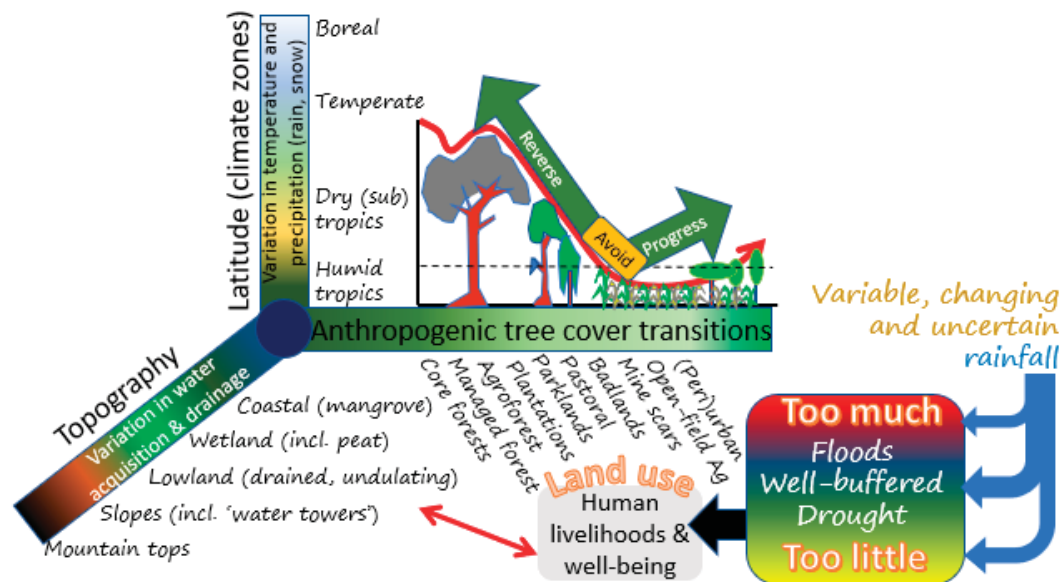 Latitude (climate zones)
Variation in temperature and
precipitation (rain, snow)
Boreal
Temperate
Dry (sub)
tropics
Humid
tropics
Reverse
Avoid
Progress
Anthropogenic tree cover transitions
Core forests
Managed forest
Agroforest
Plantations
Parklands
Pastoral
Badlands
Mine scars
Open-field Ag
(Peri)urban
Topography
Variation in water
acquisition & drainage
Coastal (mangrove)
Wetland (incl. peat)
Lowland (drained, undulating)
Slopes (incl. ‘water towers’)
Mountain tops
Land use
Human
livelihoods &
well-being
Variable, changing
and uncertain
rainfall
Too much
Floods
Well-buffered
Drought
Too little